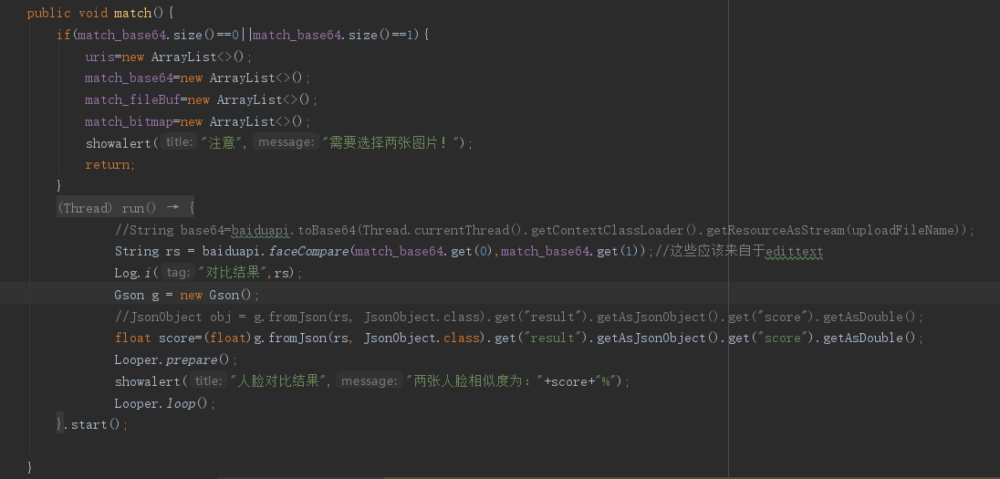 public void match(){
if(match_base64.size()==0||match_base64.size()==1){
uris=new ArrayList<>();
match_base64=new ArrayList<>();
match_fileBuf=new ArrayList<>();
match_bitmap=new ArrayList<>();
showalert( title: "注意", message: "需要选择两张图片！");
return;
}
(Thread) run() → {
//String base64=baiduapi.toBase64(Thread.currentThread().getContextClassLoader().getResourceAsStream(uploadFileName));
String rs = baiduapi.faceCompare(match_base64.get(0),match_base64.get(1));//这些应该来自于edittext
Log.i( tag: "对比结果",rs);
Gson g = new Gson();
//JsonObject obj = g.fromJson(rs, JsonObject.class).get("result").getAsJsonObject().get("score").getAsDouble();
float score=(float)g.fromJson(rs, JsonObject.class).get("result").getAsJsonObject().get("score").getAsDouble();
Looper.prepare();
showalert( title: "人脸对比结果", message: "两张人脸相似度为："+score+"%");
Looper.loop();
}.start();
}